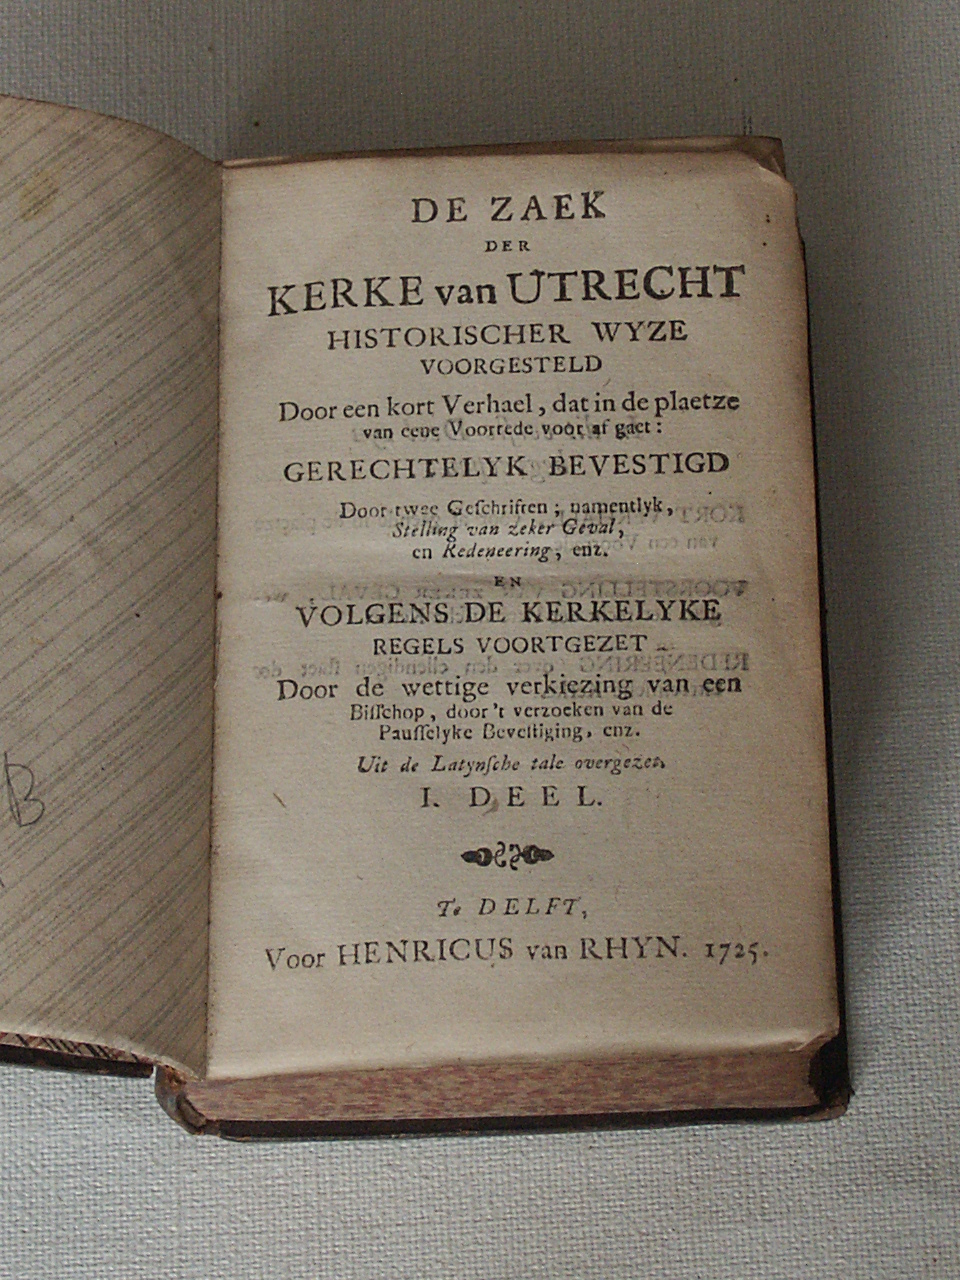 DE ZAEK
DER
KERKE van UTRECHT
HISTORISCHER WYZE
VOORGESTELD
Door een kort Verhael, dat in de plaetze
van eene Voorrede voor af gaet:
GERECHTELYK BEVESTIGD
Door twee Geſchriften; namentlyk,
Stelling van zeker Geval,
en Redeneering, enz.
EN
VOLGENS DE KERKELYKE
REGELS VOORTGEZET
Door de wettige verkiezing van een
Biſſchop, door 't verzoeken van de
Pauſſelyke Beveſtiging, enz.
Uit de Latynſche tale overgezet.
I. DEEL.
Te DELFT,
Voor HENRICUS van RHYN. 1725.
B